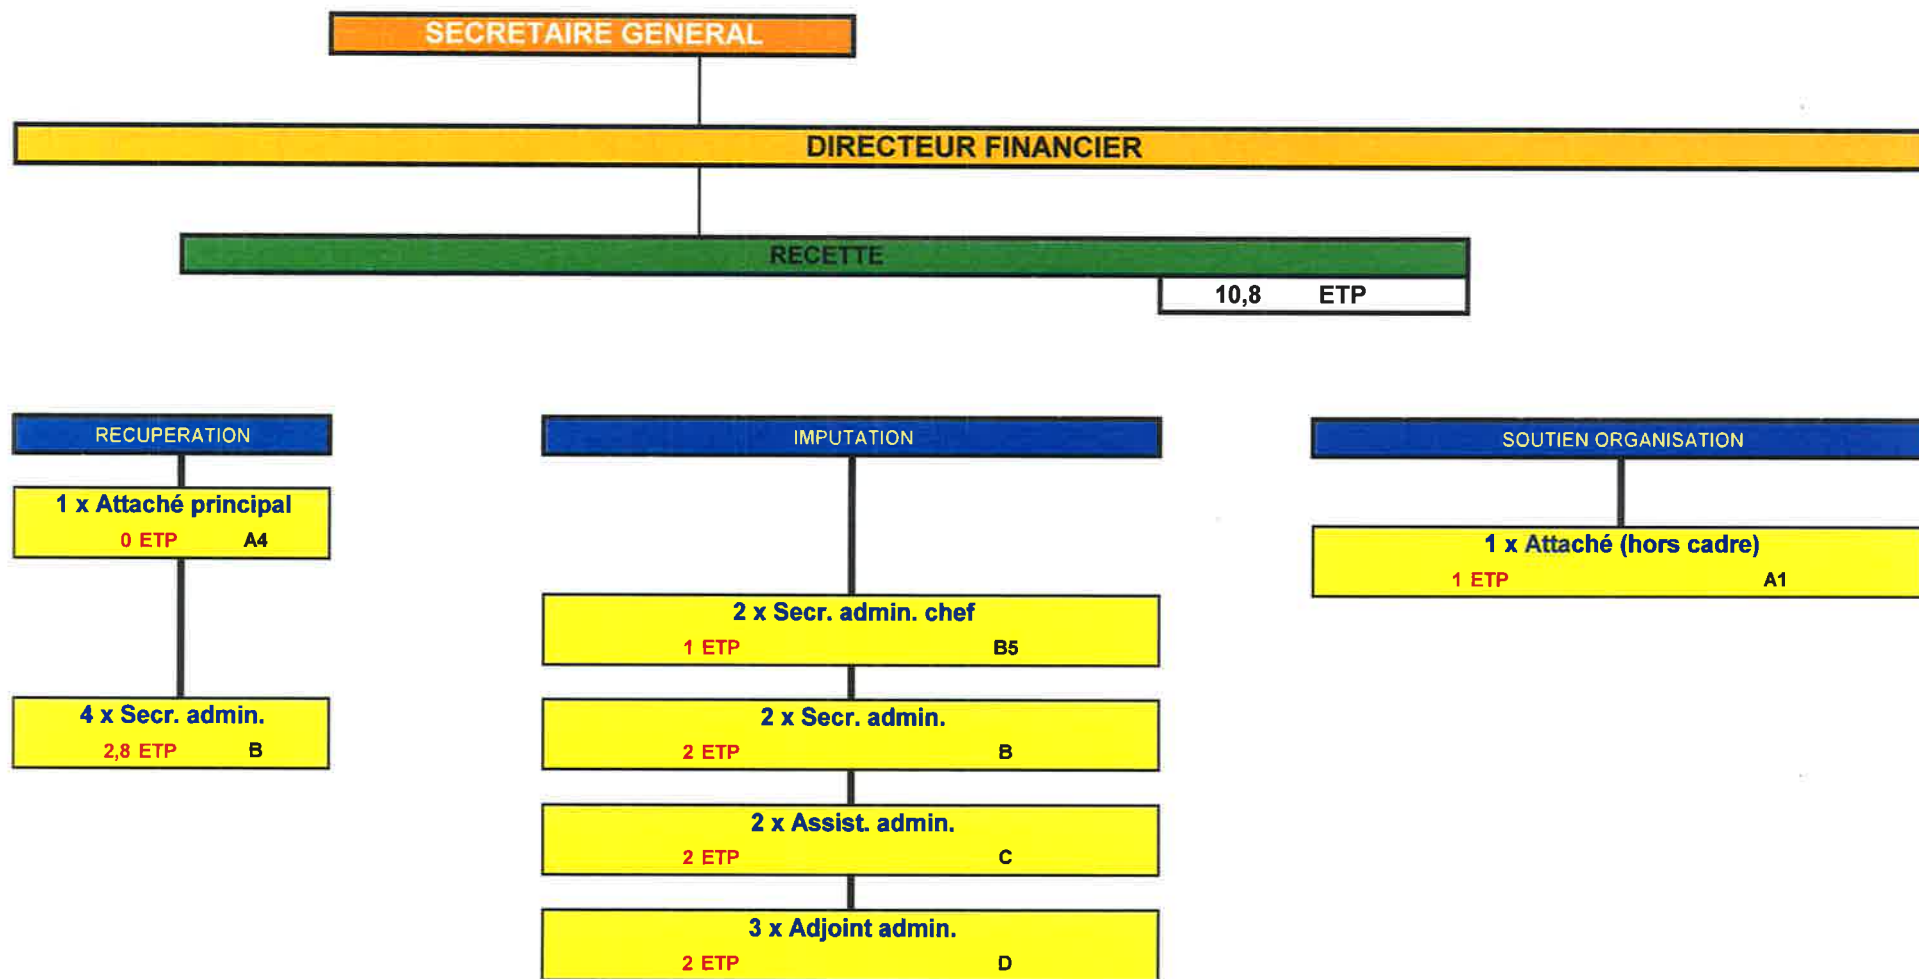 SECRETAIRE GENERAL
DIRECTEUR FINANCIER
RECETTE
10,8 ETP
RECUPERATION
1 x Attaché principal
0 ETP A4
4 x Secr. admin.
2,8 ETP B
IMPUTATION
2 x Secr. admin. chef
1 ETP B5
2 x Secr. admin.
2 ETP B
2 x Assist. admin.
2 ETP C
3 x Adjoint admin.
2 ETP D
SOUTIEN ORGANISATION
1 x Attaché (hors cadre)
1 ETP A1